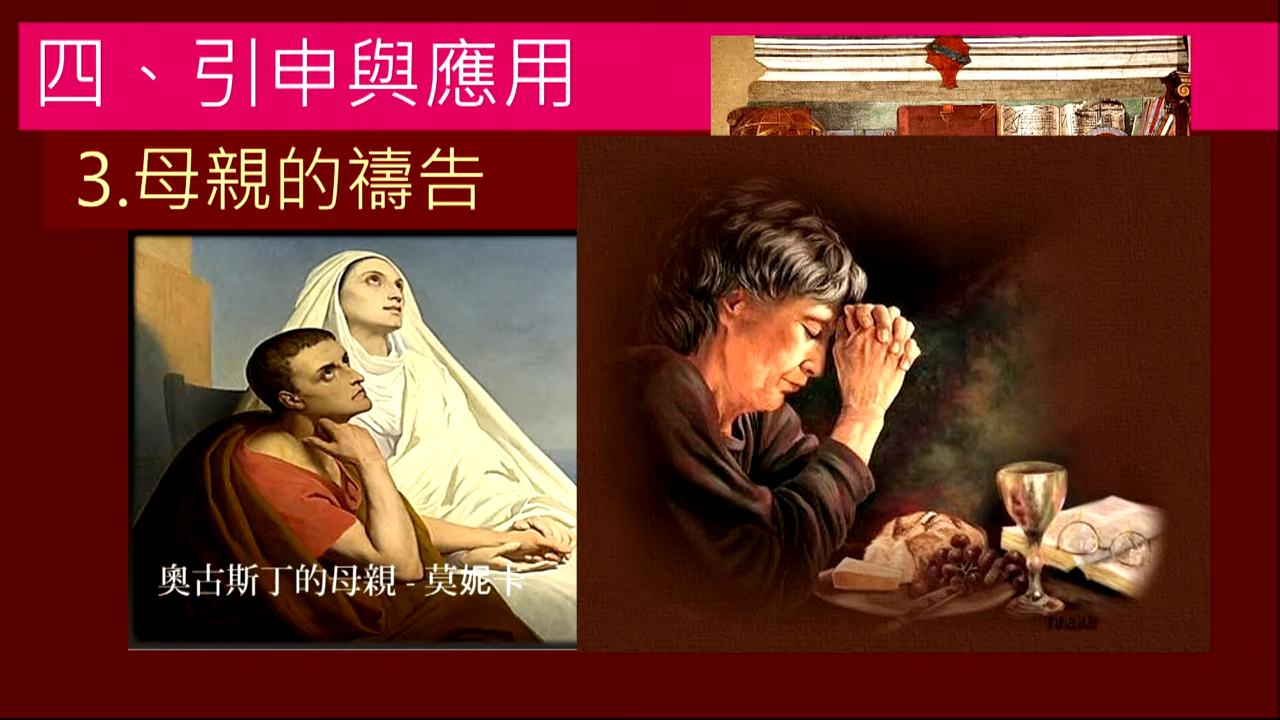 四、引申與應用
3.母親的禱告
奧古斯丁的母親 - 莫妮卡